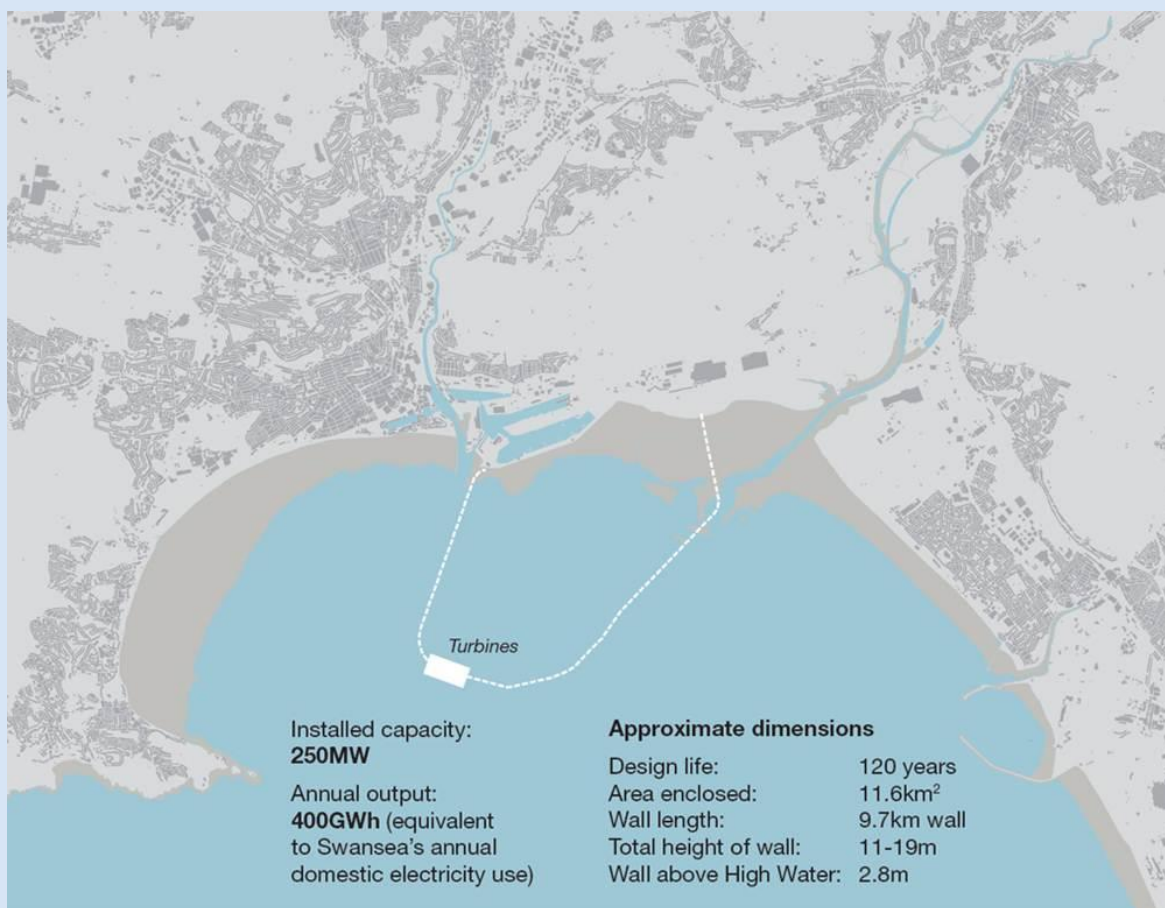 Turbines
Installed capacity:
250MW
Annual output:
400GWh (equivalent
to Swansea's annual
domestic electricity use)
Approximate dimensions
Design life: 120 years
Area enclosed: 11.6km²
Wall length: 9.7km wall
Total height of wall: 11-19m
Wall above High Water: 2.8m